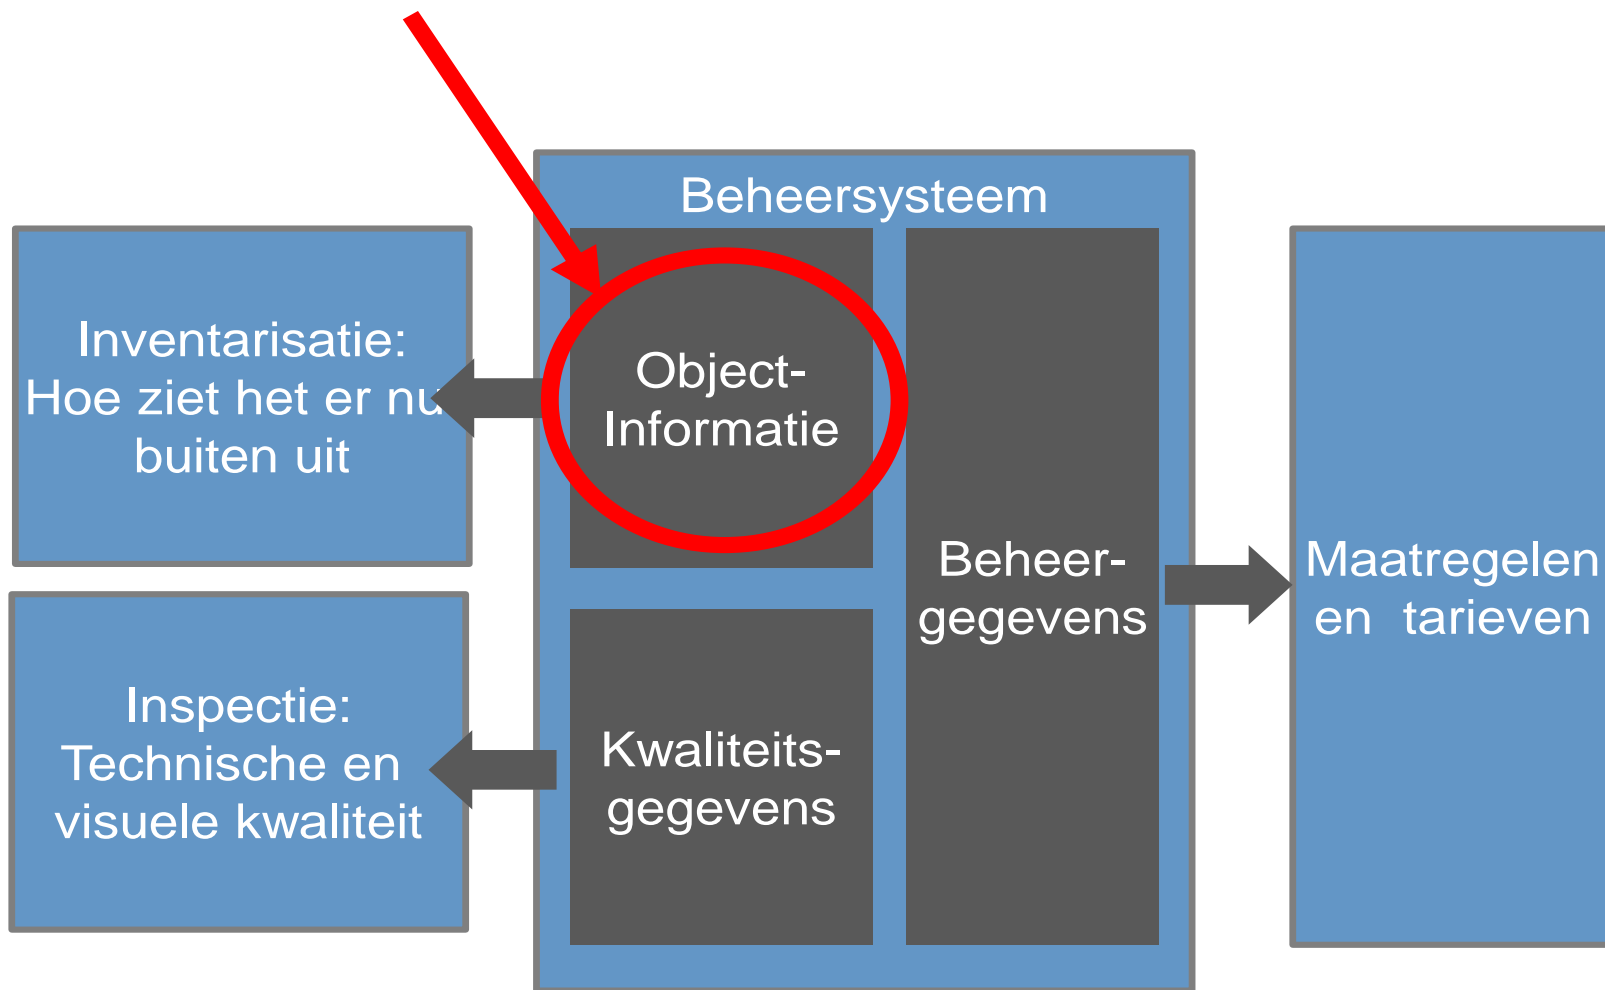 Beheersysteem
Inventarisatie:
Hoe ziet het er nu
buiten uit
Object-
Informatie
Beheer-
gegevens
Maatregelen
en tarieven
Inspectie:
Technische en
visuele kwaliteit
Kwaliteits-
gegevens